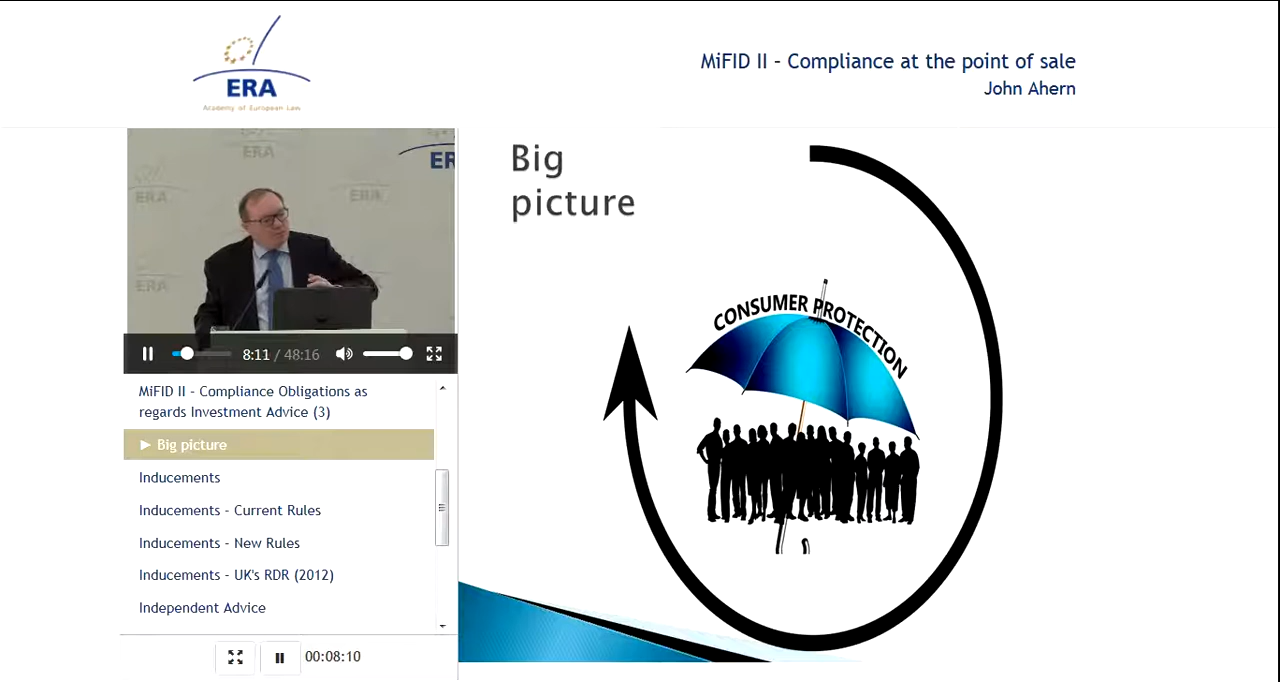 ERA
Academy of European Law
MiFID II – Compliance at the point of sale
John Ahern
ERA
ER
ERA
ERA
ERA
8:11 / 48:16
MiFID II – Compliance Obligations as
regards Investment Advice (3)
► Big picture
Inducements
Inducements - Current Rules
Inducements - New Rules
Inducements - UK's RDR (2012)
Independent Advice
00:08:10
Big
picture
CONSUMER PROTECTION